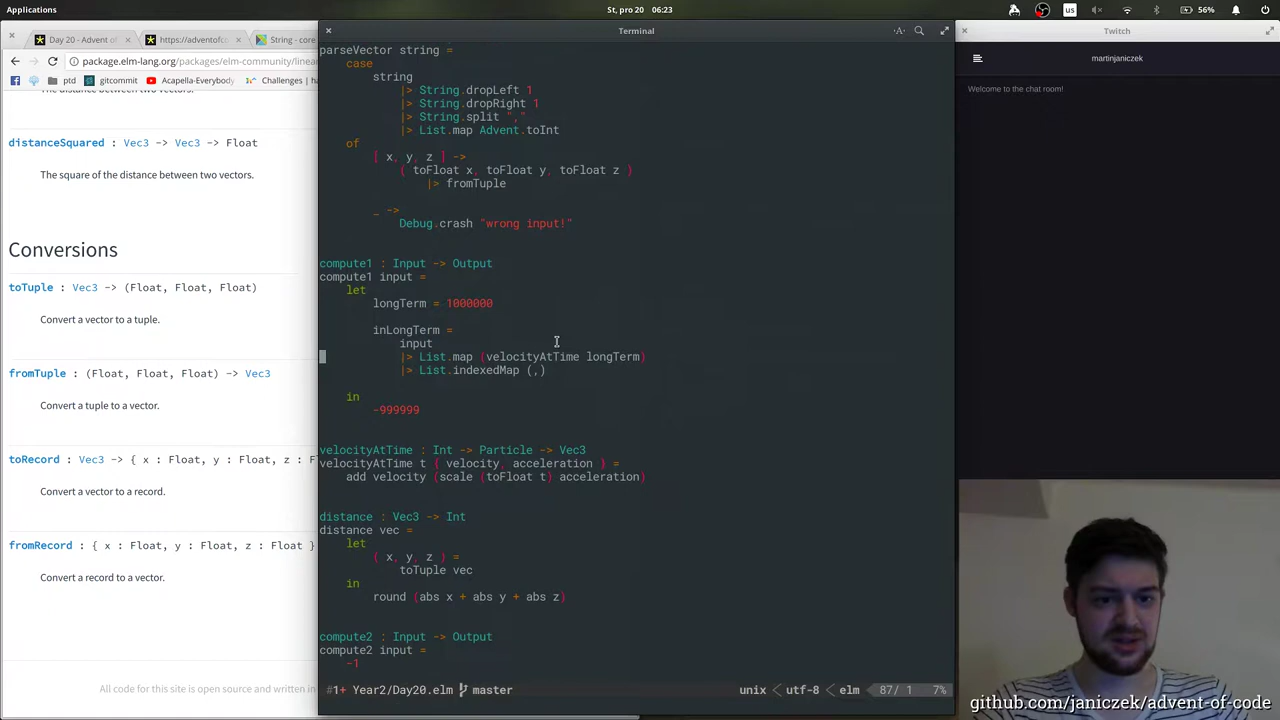 Applications
St, pro 20 06:23
us
56%
Day 20 - Advent of
https://adventofc
String - core
Terminal
Twitch
package.elm-lang.org/packages/elm-community/linear
ptd
gitcommit
Acapella-Everybody
Challenges | ha
martinjaniczek
Welcome to the chat room!
The distance between two vectors.
distanceSquared : Vec3 -> Vec3 -> Float
The square of the distance between two vectors.
Conversions
toTuple : Vec3 -> (Float, Float, Float)
Convert a vector to a tuple.
fromTuple : (Float, Float, Float) -> Vec3
Convert a tuple to a vector.
toRecord : Vec3 -> { x : Float, y : Float, z : F
Convert a vector to a record.
fromRecord : { x : Float, y : Float, z : Float }
Convert a record to a vector.
All code for this site is open source and written in
parseVector string =
case
string
|> String.dropLeft 1
|> String.dropRight 1
|> String.split ","
|> List.map Advent.toInt
of
[ x, y, z ] ->
( toFloat x, toFloat y, toFloat z )
|> fromTuple
_ ->
Debug.crash "wrong input!"
compute1 : Input -> Output
compute1 input =
let
longTerm = 1000000
inLongTerm =
input
|> List.map (velocityAtTime longTerm)
|> List.indexedMap (,)
in
-999999
velocityAtTime : Int -> Particle -> Vec3
velocityAtTime t { velocity, acceleration } =
add velocity (scale (toFloat t) acceleration)
distance : Vec3 -> Int
distance vec =
let
( x, y, z ) =
toTuple vec
in
round (abs x + abs y + abs z)
compute2 : Input -> Output
compute2 input =
-1
#1+ Year2/Day20.elm master
unix < utf-8 < elm 87/ 1 7%
github.com/janiczek/advent-of-code